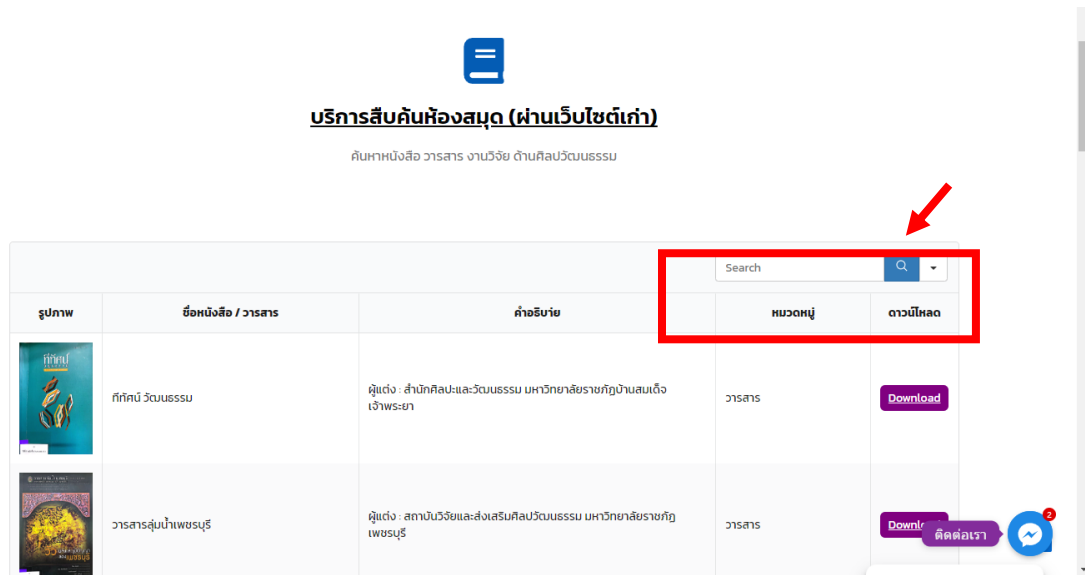 บริการสืบค้นห้องสมุด (ผ่านเว็บไซต์เก่า)
ค้นหาหนังสือ วารสาร งานวิจัย ด้านศิลปวัฒนธรรม
Search
รูปภาพ ชื่อหนังสือ / วารสาร คำอธิบาย หมวดหมู่ ดาวน์โหลด
ทีทัศน์
ทีทัศน์ วัฒนธรรม
ผู้แต่ง : สำนักศิลปะและวัฒนธรรม มหาวิทยาลัยราชภัฏบ้านสมเด็จ
เจ้าพระยา
วารสาร
Download
วารสารลุ่มน้ำเพชรบุรี
ผู้แต่ง : สถาบันวิจัยและส่งเสริมศิลปวัฒนธรรม มหาวิทยาลัยราชภัฏ
เพชรบุรี
วารสาร
ติดต่อเรา
2